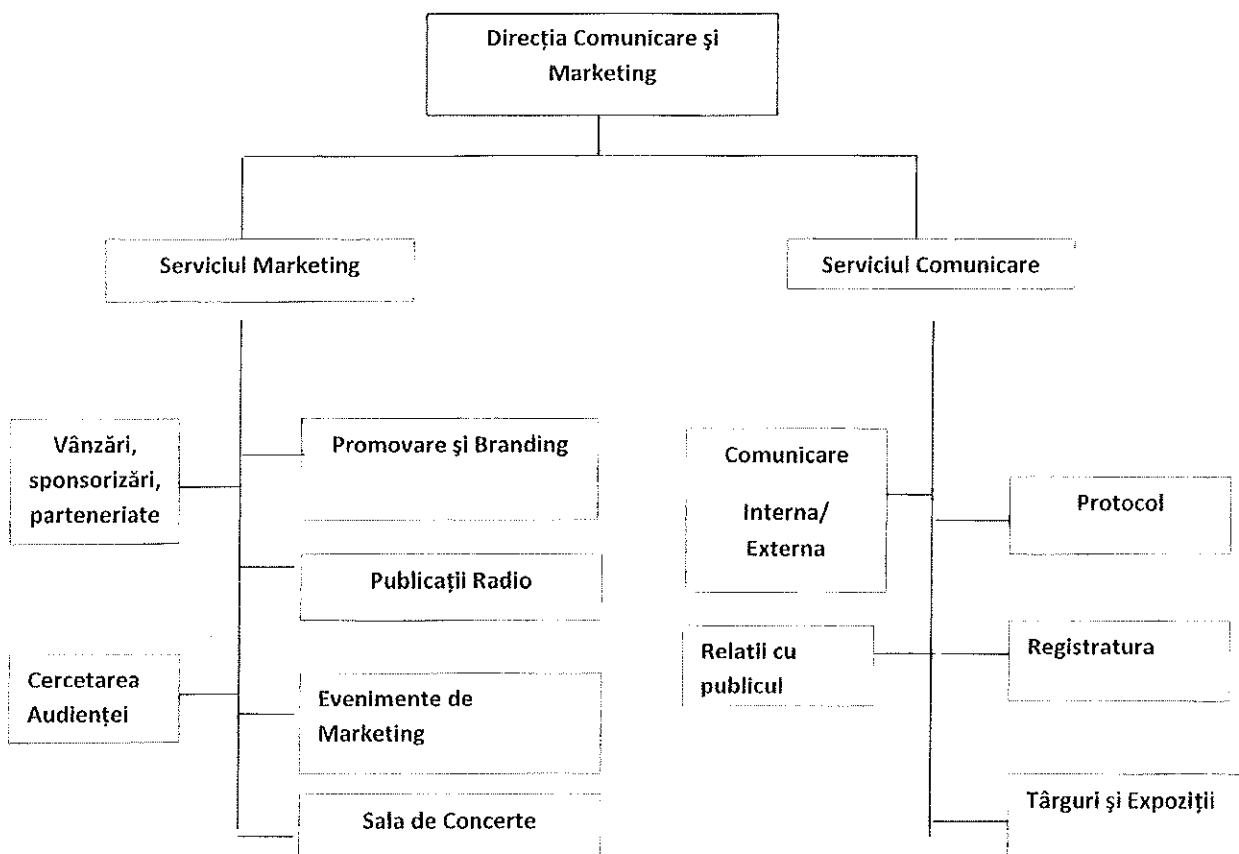 Direcția Comunicare și
Marketing
Serviciul Marketing
Serviciul Comunicare
Vânzări,
sponsorizări,
parteneriate
Promovare și Branding
Publicații Radio
Cercetarea
Audienței
Evenimente de
Marketing
Sala de Concerte
Comunicare
Interna/
Externa
Protocol
Relatii cu
publicul
Registratura
Târguri și Expoziții